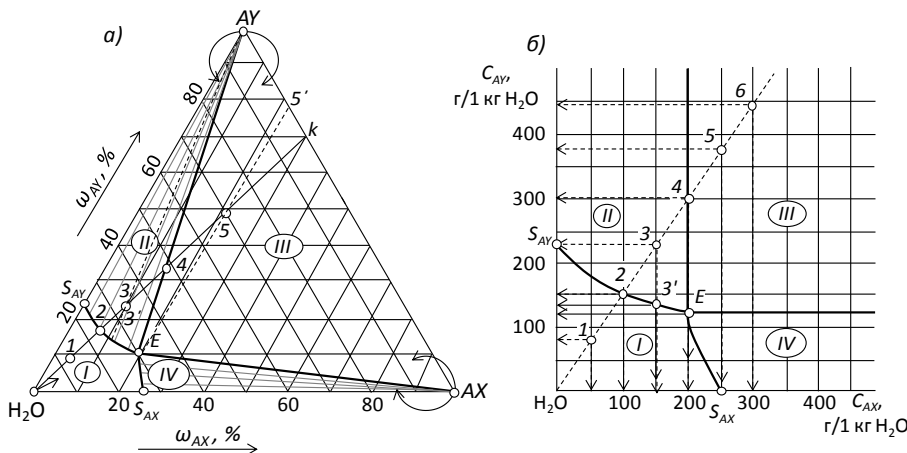 а)
AY
80
60
40
20
ω_AY, %
5'
k
5
4
3
3'
2
1
S_AY
II
III
I
IV
E
H₂O
20
S_AX
40
60
80
AX
ω_AX, %
б)
C_AY,
г/1 кг H₂O
400
300
S_AY
200
100
6
5
4
3
2
3'
1
E
II
III
I
IV
H₂O
100
200
S_AX
300
400
C_AX,
г/1 кг H₂O